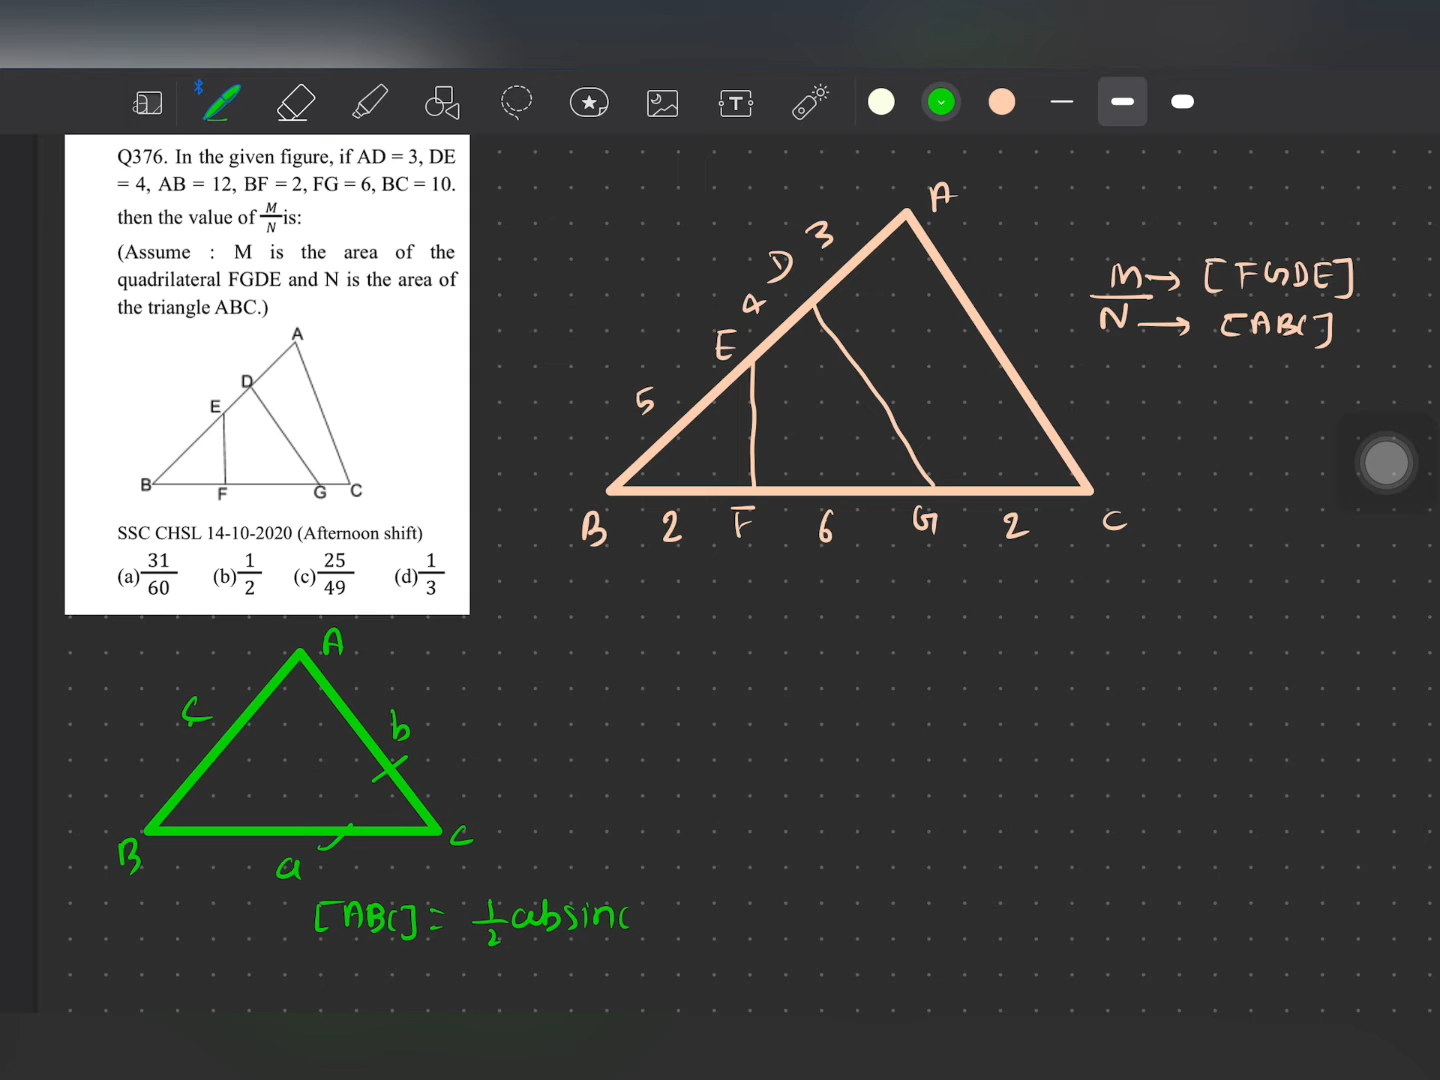 Q376. In the given figure, if AD = 3, DE
= 4, AB = 12, BF = 2, FG = 6, BC = 10.
then the value of M/N is:
(Assume : M is the area of the
quadrilateral FGDE and N is the area of
the triangle ABC.)
A
D
E
B
F
G
C
SSC CHSL 14-10-2020 (Afternoon shift)
(a) 31/60 (b) 1/2 (c) 25/49 (d) 1/3
A
3
D
4
E
5
B 2 F 6 G 2 C
M → [FGDE]
N → [ABC]
A
c
b
B
a
C
[ABC] = 1/2 ab sin C
T